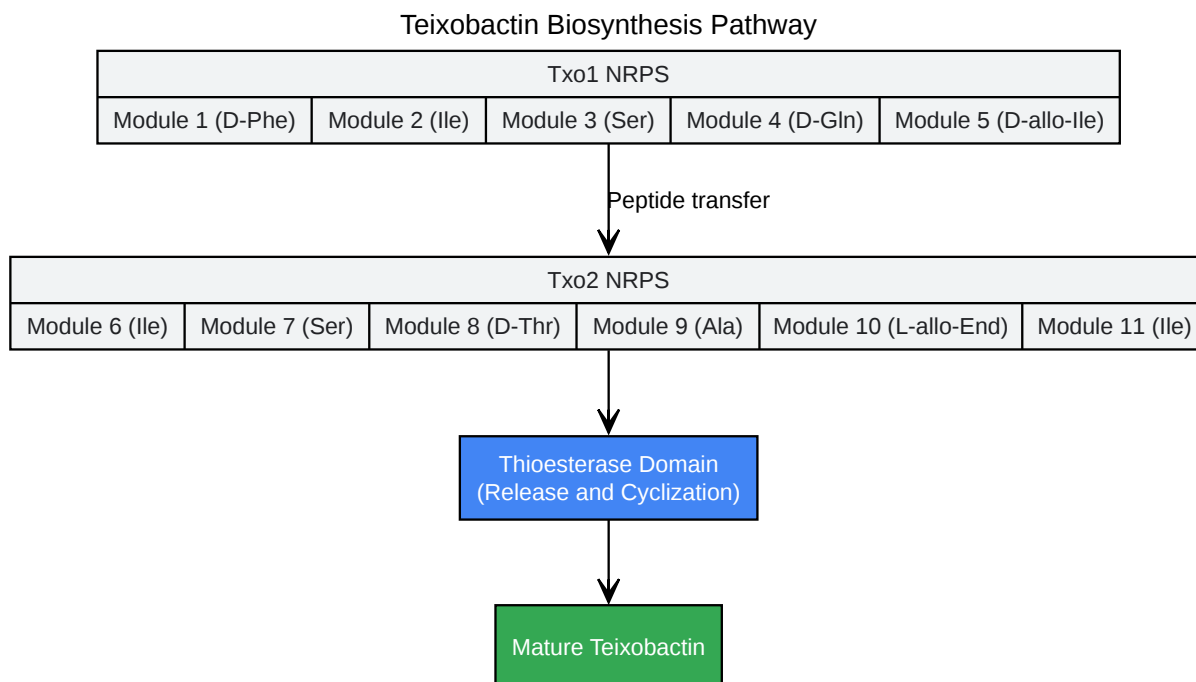 Teixobactin Biosynthesis Pathway
Txo1 NRPS
Module 1 (D-Phe)
Module 2 (Ile)
Module 3 (Ser)
Module 4 (D-Gln)
Module 5 (D-allo-Ile)
Peptide transfer
Txo2 NRPS
Module 6 (Ile)
Module 7 (Ser)
Module 8 (D-Thr)
Module 9 (Ala)
Module 10 (L-allo-End)
Module 11 (Ile)
Thioesterase Domain
(Release and Cyclization)
Mature Teixobactin